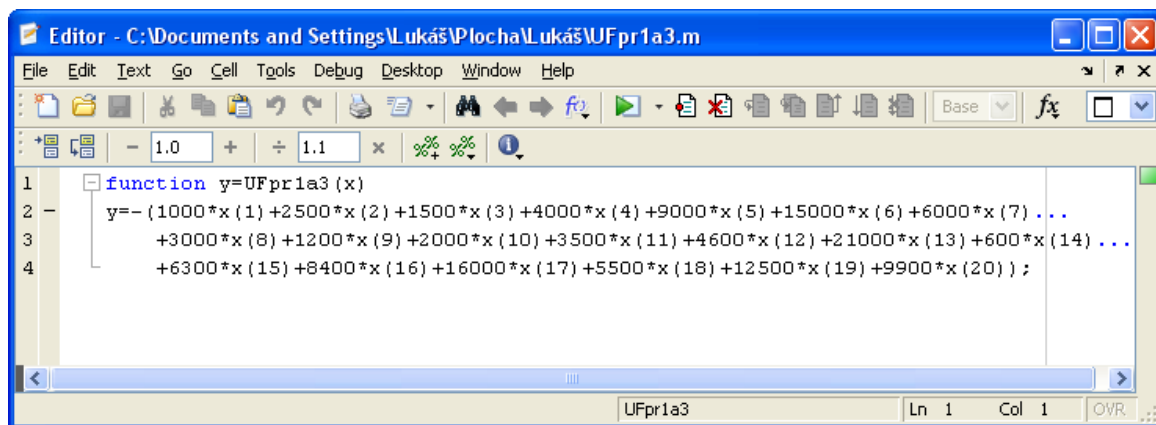 Editor - C:\Documents and Settings\Lukáš\Plocha\Lukáš\UFpr1a3.m
File Edit Text Go Cell Tools Debug Desktop Window Help
Base fx
- 1.0 + ÷ 1.1 ×
1 function y=UFpr1a3(x)
2 - y=-(1000*x(1)+2500*x(2)+1500*x(3)+4000*x(4)+9000*x(5)+15000*x(6)+6000*x(7)...
3 +3000*x(8)+1200*x(9)+2000*x(10)+3500*x(11)+4600*x(12)+21000*x(13)+600*x(14)...
4 +6300*x(15)+8400*x(16)+16000*x(17)+5500*x(18)+12500*x(19)+9900*x(20));
UFpr1a3 Ln 1 Col 1 OVR